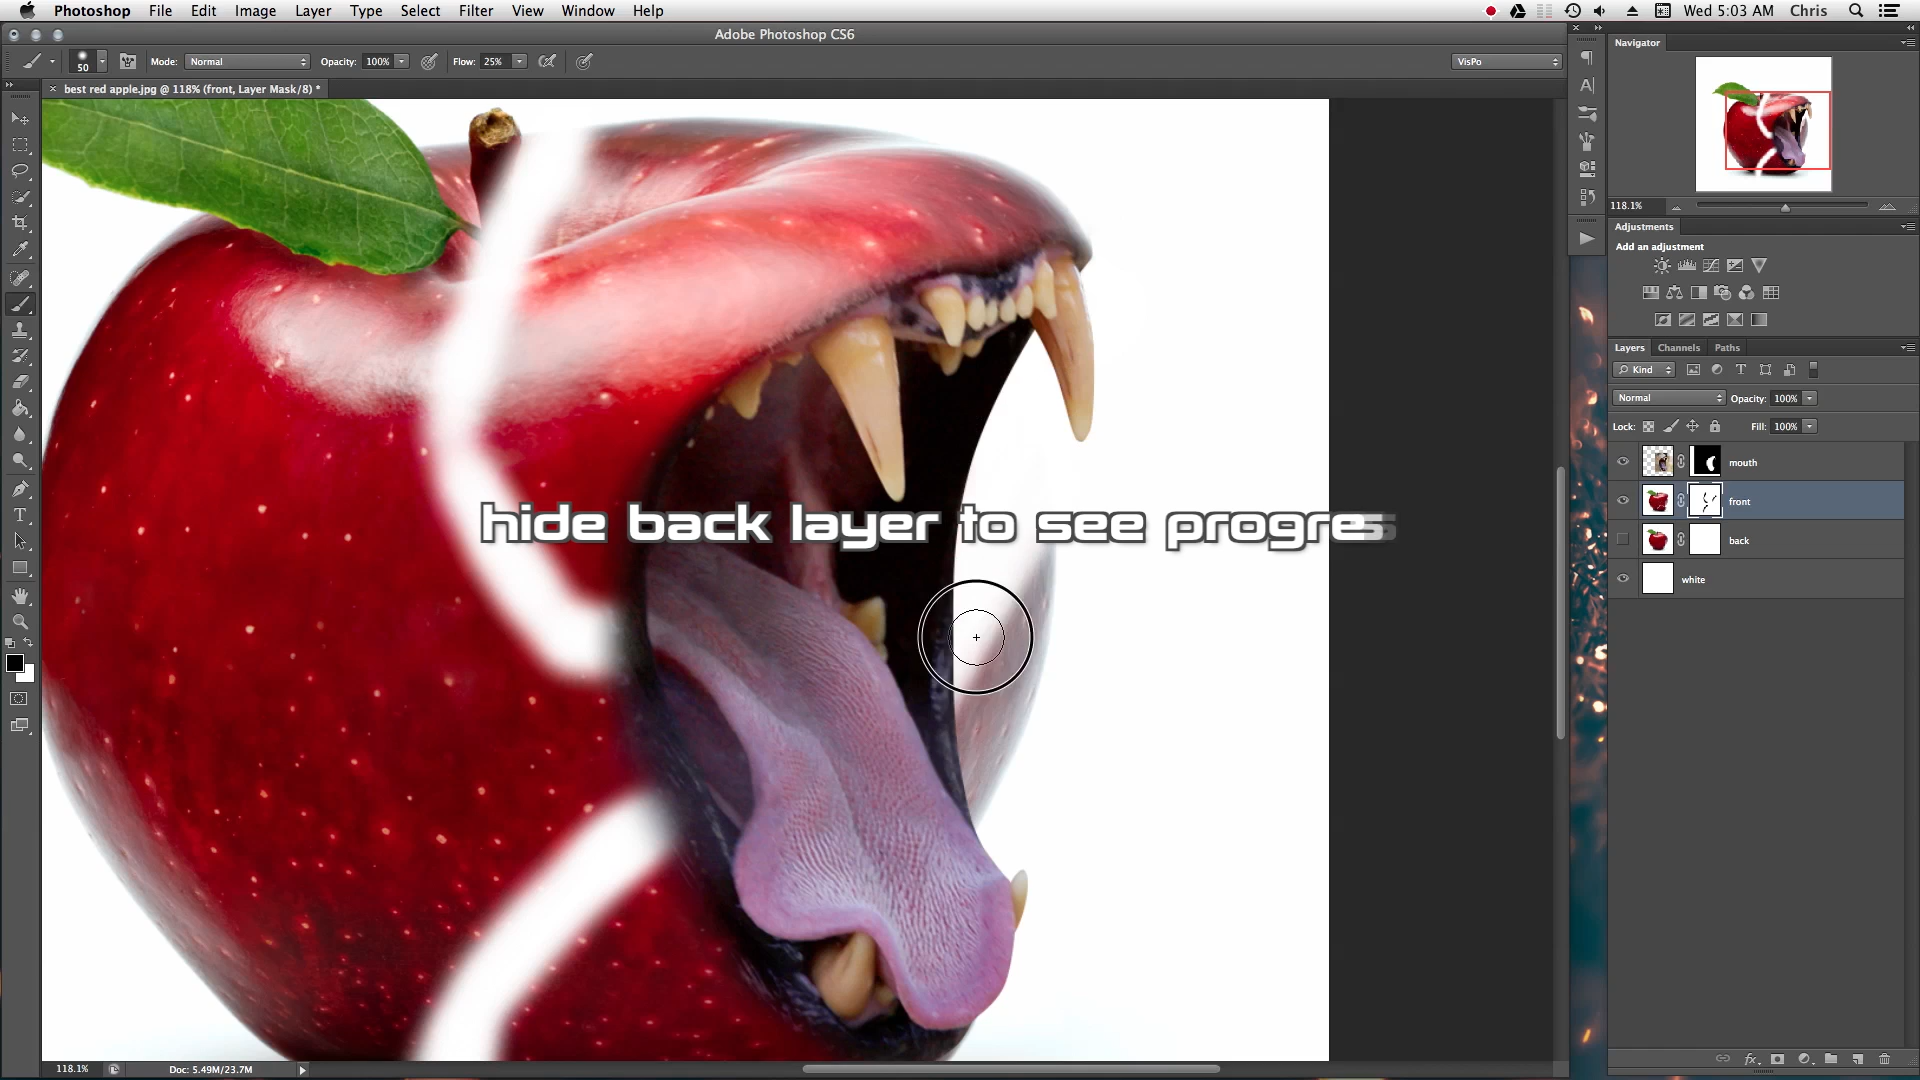 Photoshop File Edit Image Layer Type Select Filter View Window Help Wed 5:03 AM Chris
Adobe Photoshop CS6
50 Mode: Normal Opacity: 100% Flow: 25% VisPo
× best red apple.jpg @ 118% (front, Layer Mask/8) *
Navigator
118.1%
Adjustments
Add an adjustment
Layers Channels Paths
Kind
Normal Opacity: 100%
Lock: Fill: 100%
mouth
front
back
white
hide back layer to see progres
118.1% Doc: 5.49M/23.7M